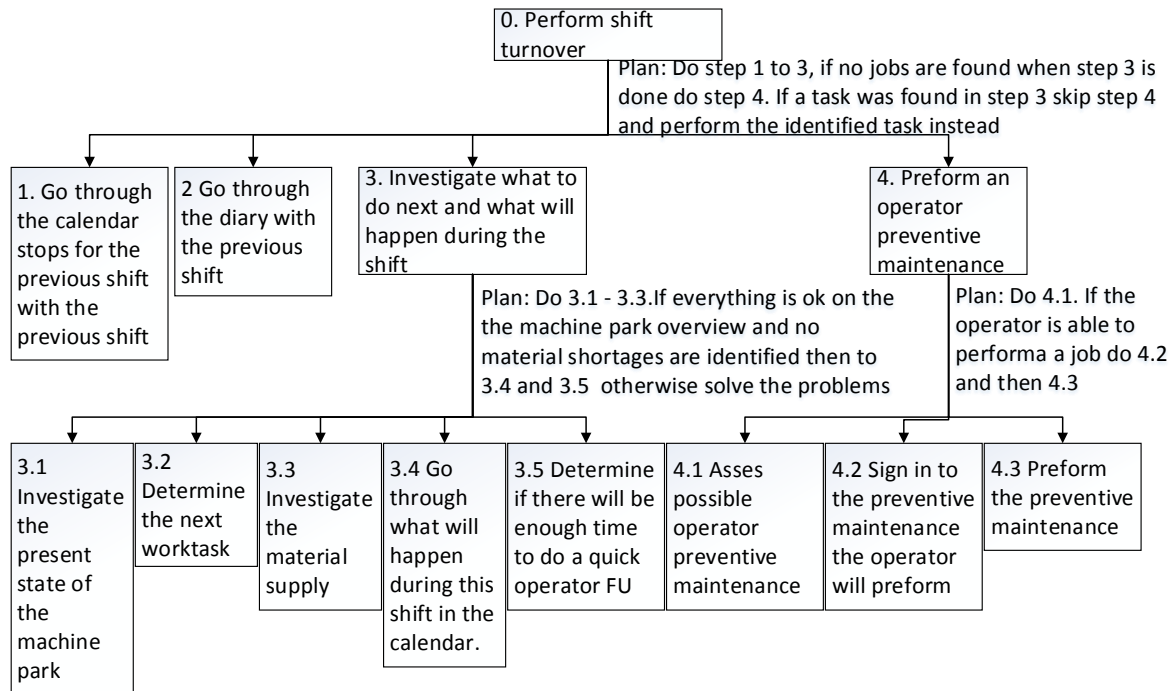 0. Perform shift
turnover
Plan: Do step 1 to 3, if no jobs are found when step 3 is
done do step 4. If a task was found in step 3 skip step 4
and perform the identified task instead
1. Go through
the calendar
stops for the
previous shift
with the
previous shift
2 Go through
the diary with
the previous
shift
3. Investigate what to
do next and what will
happen during the
shift
4. Preform an
operator
preventive
maintenance
Plan: Do 3.1 - 3.3.If everything is ok on the
the machine park overview and no
material shortages are identified then to
3.4 and 3.5 otherwise solve the problems
Plan: Do 4.1. If the
operator is able to
performa a job do 4.2
and then 4.3
3.1
Investigate
the
present
state of
the
machine
park
3.2
Determine
the next
worktask
3.3
Investigate
the
material
supply
3.4 Go
through
what will
happen
during this
shift in the
calendar.
3.5 Determine
if there will be
enough time
to do a quick
operator FU
4.1 Asses
possible
operator
preventive
maintenance
4.2 Sign in to
the preventive
maintenance
the operator
will preform
4.3 Preform
the preventive
maintenance